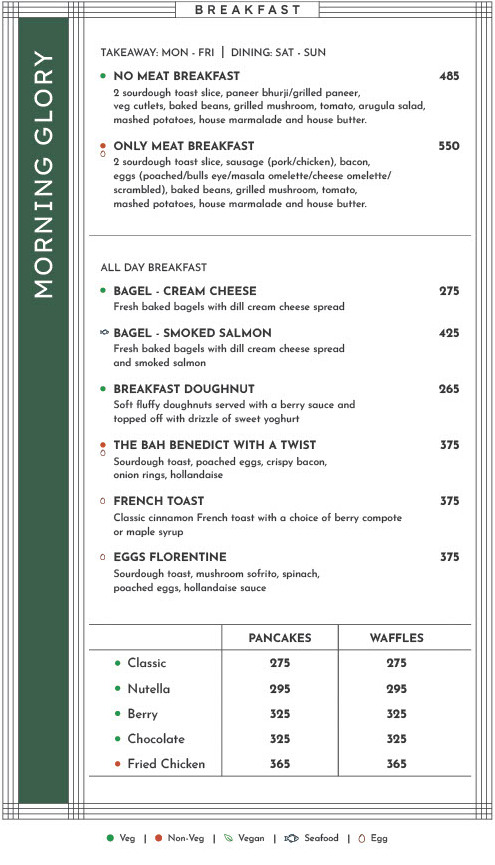 BREAKFAST
MORNING GLORY
TAKEAWAY: MON - FRI | DINING: SAT - SUN
NO MEAT BREAKFAST 485
2 sourdough toast slice, paneer bhurji/grilled paneer,
veg cutlets, baked beans, grilled mushroom, tomato, arugula salad,
mashed potatoes, house marmalade and house butter.
ONLY MEAT BREAKFAST 550
2 sourdough toast slice, sausage (pork/chicken), bacon,
eggs (poached/bulls eye/masala omelette/cheese omelette/
scrambled), baked beans, grilled mushroom, tomato,
mashed potatoes, house marmalade and house butter.
ALL DAY BREAKFAST
BAGEL - CREAM CHEESE 275
Fresh baked bagels with dill cream cheese spread
BAGEL - SMOKED SALMON 425
Fresh baked bagels with dill cream cheese spread
and smoked salmon
BREAKFAST DOUGHNUT 265
Soft fluffy doughnuts served with a berry sauce and
topped off with drizzle of sweet yoghurt
THE BAH BENEDICT WITH A TWIST 375
Sourdough toast, poached eggs, crispy bacon,
onion rings, hollandaise
FRENCH TOAST 375
Classic cinnamon French toast with a choice of berry compote
or maple syrup
EGGS FLORENTINE 375
Sourdough toast, mushroom sofrito, spinach,
poached eggs, hollandaise sauce
PANCAKES WAFFLES
Classic 275 275
Nutella 295 295
Berry 325 325
Chocolate 325 325
Fried Chicken 365 365
Veg | Non-Veg | Vegan | Seafood | Egg